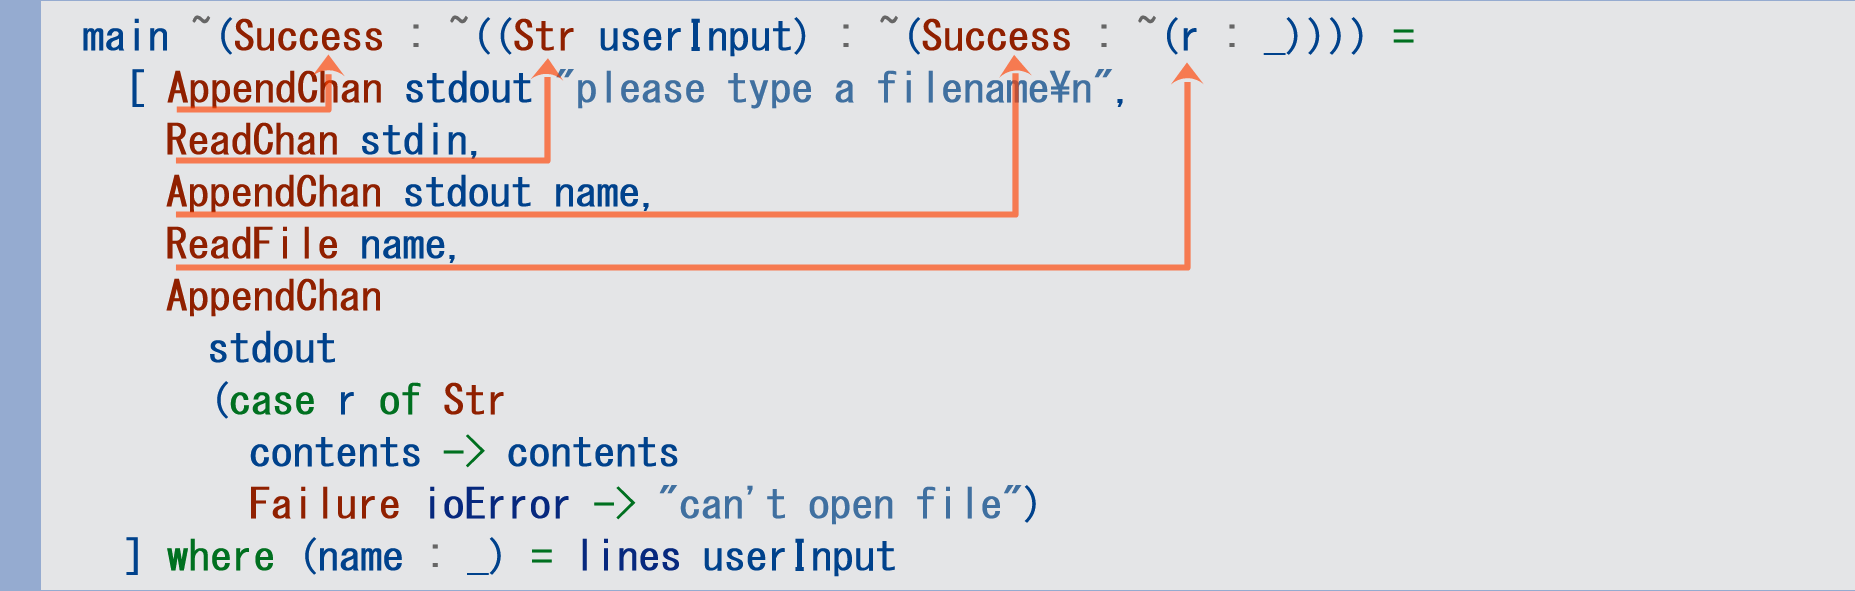 main ~(Success : ~((Str userInput) : ~(Success : ~(r : _)))) =
  [ AppendChan stdout "please type a filename¥n",
    ReadChan stdin,
    AppendChan stdout name,
    ReadFile name,
    AppendChan
      stdout
      (case r of Str
        contents -> contents
        Failure ioError -> "can't open file")
  ] where (name : _) = lines userInput